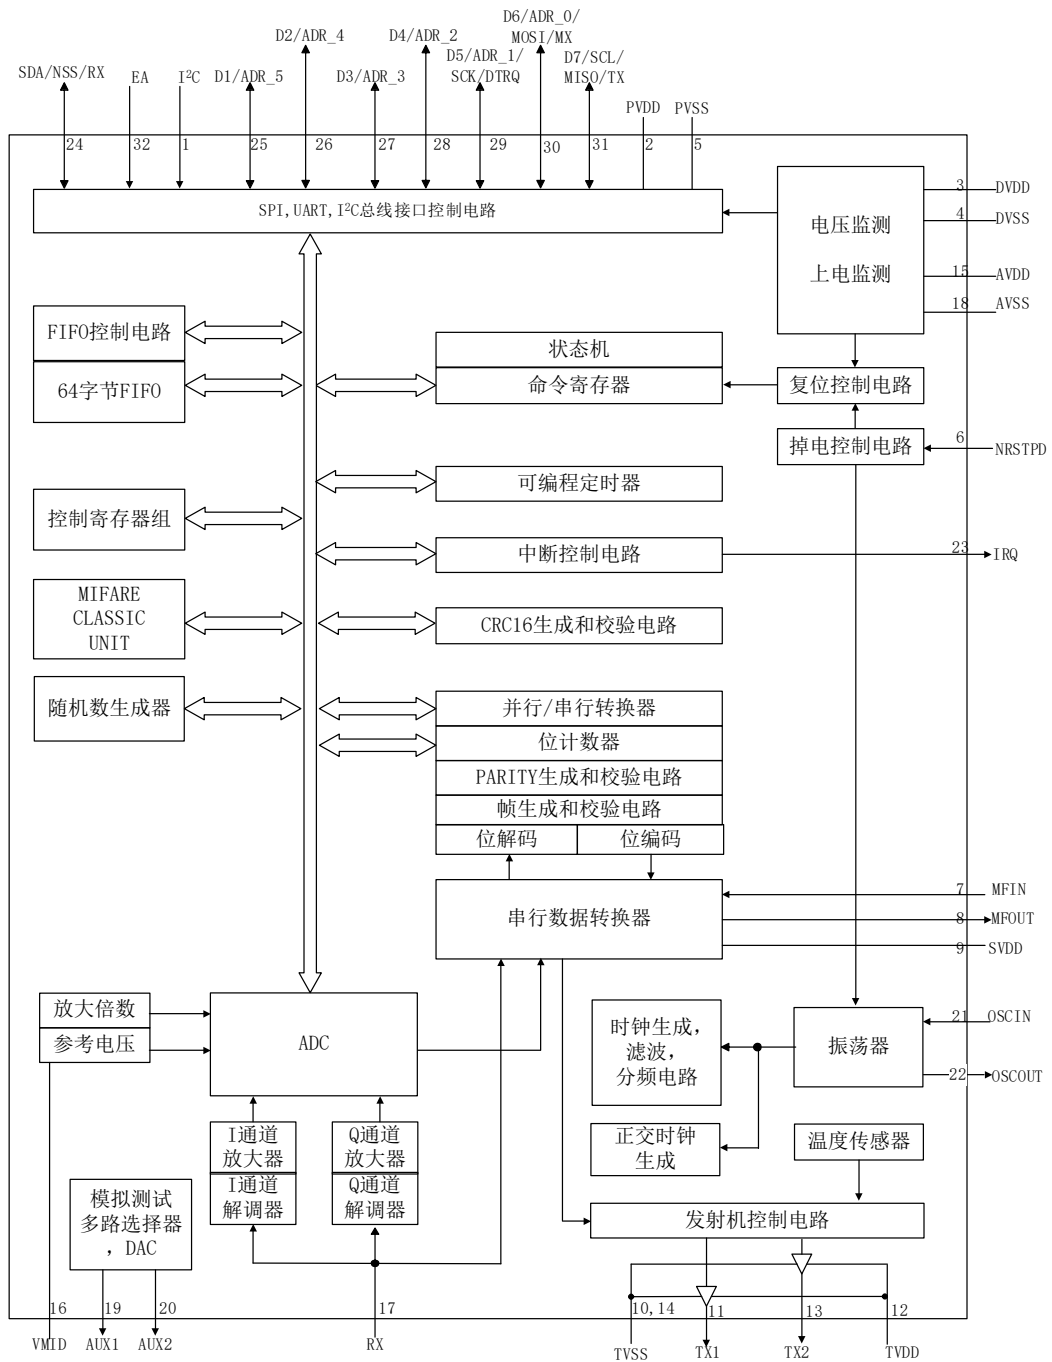 D6/ADR_0/
MOSI/MX
D2/ADR_4
D4/ADR_2
D5/ADR_1/
SCK/DTRQ
D7/SCL/
MISO/TX
SDA/NSS/RX
EA
I²C
D1/ADR_5
D3/ADR_3
PVDD
PVSS
24
32
1
25
26
27
28
29
30
31
2
5
SPI,UART,I²C总线接口控制电路
电压监测
上电监测
3
DVDD
4
DVSS
15
AVDD
18
AVSS
FIFO控制电路
64字节FIFO
状态机
命令寄存器
复位控制电路
掉电控制电路
6
NRSTPD
可编程定时器
控制寄存器组
中断控制电路
23
IRQ
MIFARE
CLASSIC
UNIT
CRC16生成和校验电路
随机数生成器
并行/串行转换器
位计数器
PARITY生成和校验电路
帧生成和校验电路
位解码
位编码
串行数据转换器
7
MFIN
8
MFOUT
9
SVDD
放大倍数
参考电压
ADC
时钟生成,
滤波,
分频电路
振荡器
21
OSCIN
22
OSCOUT
I通道
放大器
I通道
解调器
Q通道
放大器
Q通道
解调器
正交时钟
生成
温度传感器
模拟测试
多路选择器
,DAC
发射机控制电路
16
19
20
17
10,14
11
13
12
VMID
AUX1
AUX2
RX
TVSS
TX1
TX2
TVDD